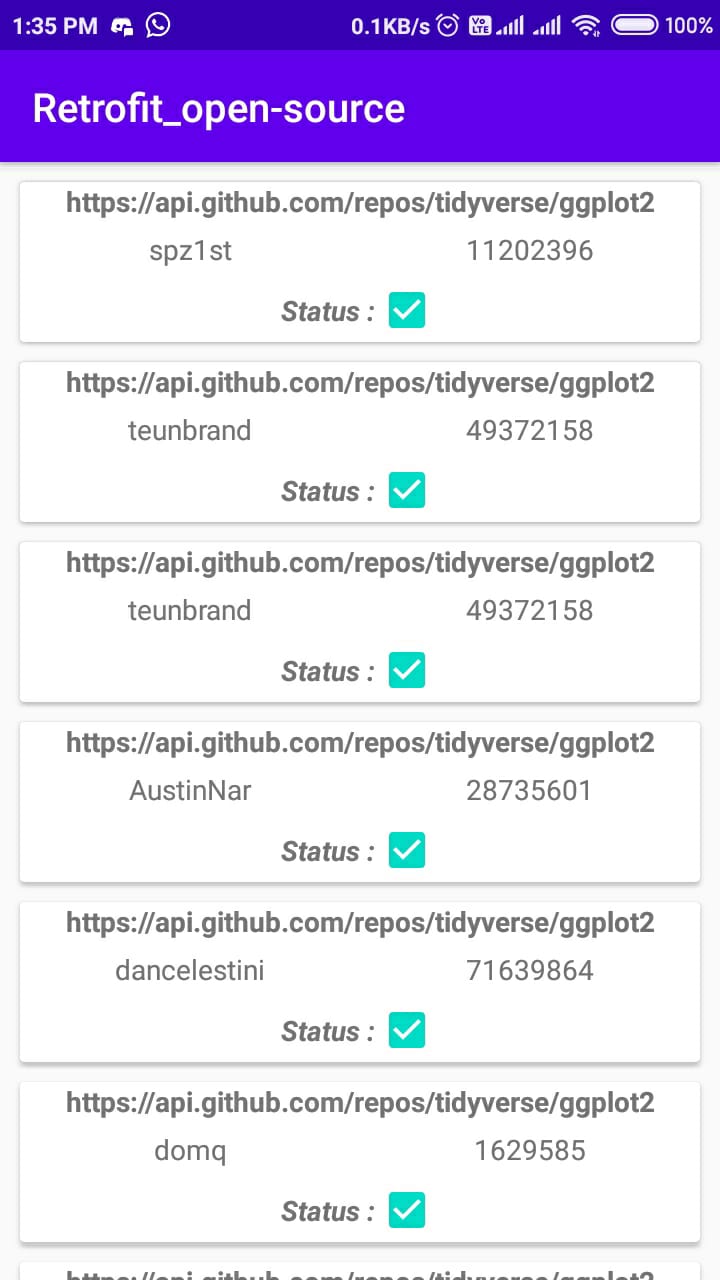 1:35 PM 0.1KB/s Vo LTE 100%
Retrofit_open-source
https://api.github.com/repos/tidyverse/ggplot2
spz1st 11202396
Status :
https://api.github.com/repos/tidyverse/ggplot2
teunbrand 49372158
Status :
https://api.github.com/repos/tidyverse/ggplot2
teunbrand 49372158
Status :
https://api.github.com/repos/tidyverse/ggplot2
AustinNar 28735601
Status :
https://api.github.com/repos/tidyverse/ggplot2
dancelestini 71639864
Status :
https://api.github.com/repos/tidyverse/ggplot2
domq 1629585
Status :